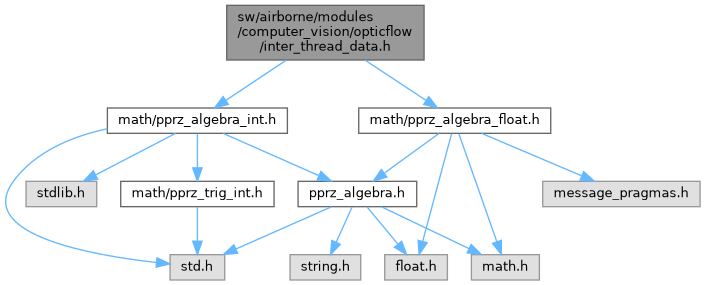 sw/airborne/modules
/computer_vision/opticflow
/inter_thread_data.h
math/pprz_algebra_int.h
math/pprz_algebra_float.h
stdlib.h
math/pprz_trig_int.h
pprz_algebra.h
message_pragmas.h
std.h
string.h
float.h
math.h